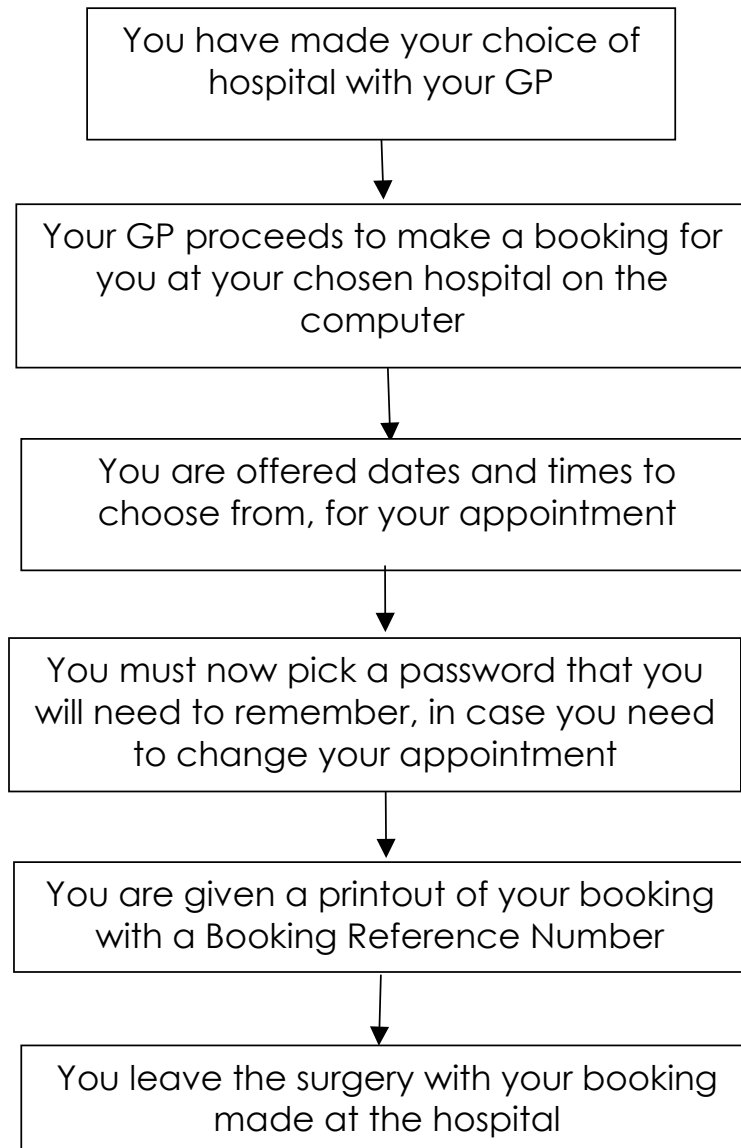 You have made your choice of
hospital with your GP
Your GP proceeds to make a booking for
you at your chosen hospital on the
computer
You are offered dates and times to
choose from, for your appointment
You must now pick a password that you
will need to remember, in case you need
to change your appointment
You are given a printout of your booking
with a Booking Reference Number
You leave the surgery with your booking
made at the hospital